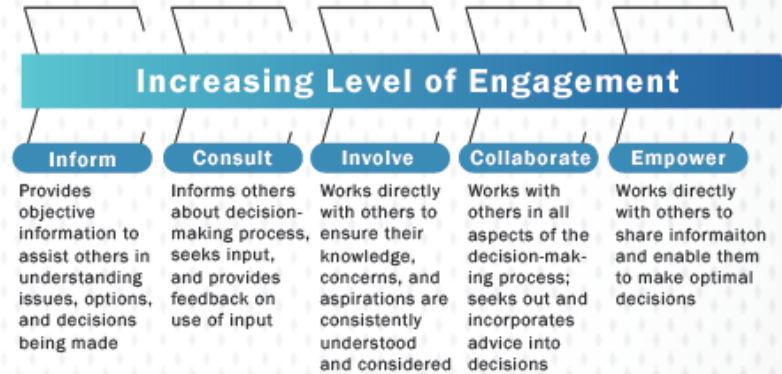 Increasing Level of Engagement
Inform
Provides
objective
information to
assist others in
understanding
issues, options,
and decisions
being made
Consult
Informs others
about decision-
making process,
seeks input,
and provides
feedback on
use of input
Involve
Works directly
with others to
ensure their
knowledge,
concerns, and
aspirations are
consistently
understood
and considered
Collaborate
Works with
others in all
aspects of the
decision-mak-
ing process;
seeks out and
incorporates
advice into
decisions
Empower
Works directly
with others to
share informaiton
and enable them
to make optimal
decisions